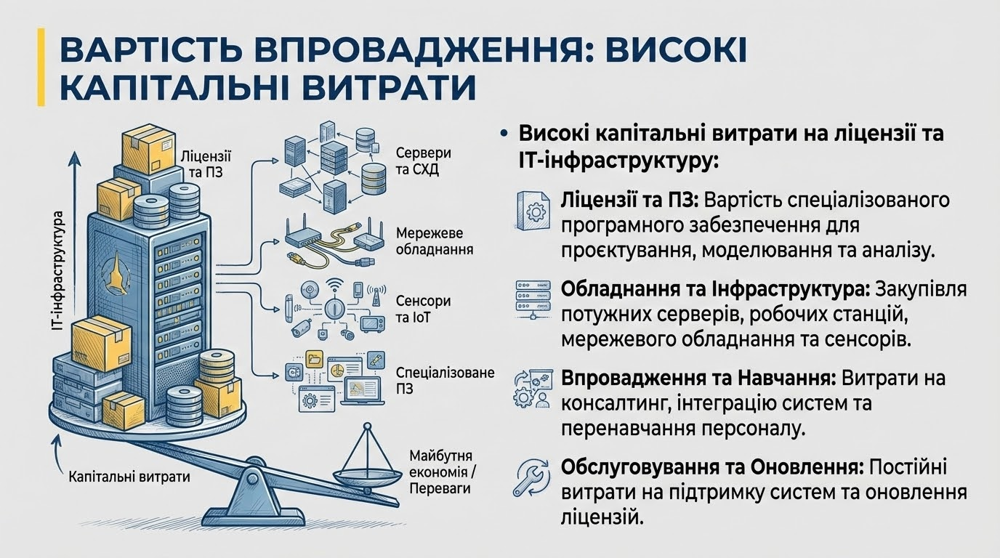 ВАРТІСТЬ ВПРОВАДЖЕННЯ: ВИСОКІ
КАПІТАЛЬНІ ВИТРАТИ
ІТ-інфраструктура
Ліцензії
та ПЗ
Сервери
та СХД
Мережеве
обладнання
Сенсори
та IoT
Спеціалізоване
ПЗ
Капітальні витрати
Майбутня
економія /
Переваги
• Високі капітальні витрати на ліцензії та
ІТ-інфраструктуру:
Ліцензії та ПЗ: Вартість спеціалізованого
програмного забезпечення для
проєктування, моделювання та аналізу.
Обладнання та Інфраструктура: Закупівля
потужних серверів, робочих станцій,
мережевого обладнання та сенсорів.
Впровадження та Навчання: Витрати на
консалтинг, інтеграцію систем та
перенавчання персоналу.
Обслуговування та Оновлення: Постійні
витрати на підтримку систем та оновлення
ліцензій.